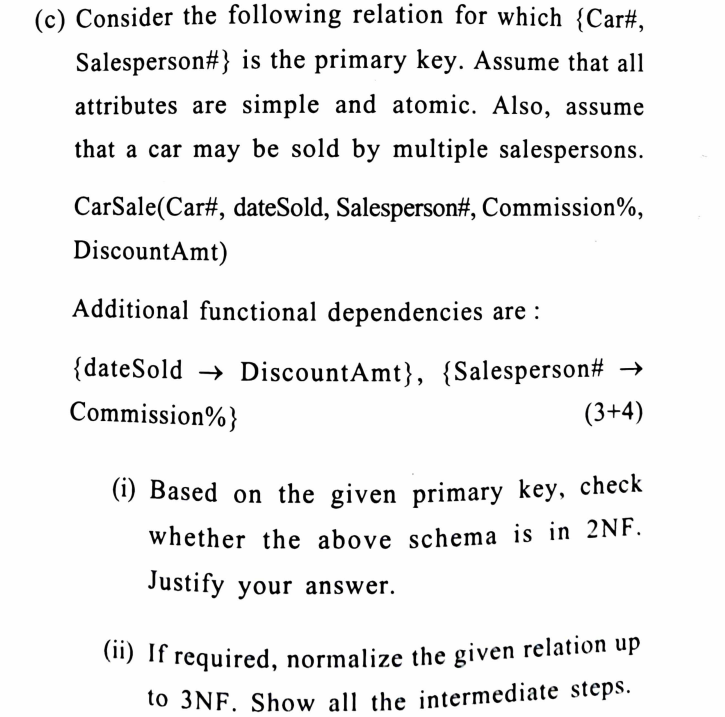 (c) Consider the following relation for which {Car#,
Salesperson#} is the primary key. Assume that all
attributes are simple and atomic. Also, assume
that a car may be sold by multiple salespersons.
CarSale(Car#, dateSold, Salesperson#, Commission%,
DiscountAmt)
Additional functional dependencies are :
{dateSold → DiscountAmt}, {Salesperson# →
Commission%} (3+4)
(i) Based on the given primary key, check
whether the above schema is in 2NF.
Justify your answer.
(ii) If required, normalize the given relation up
to 3NF. Show all the intermediate steps.